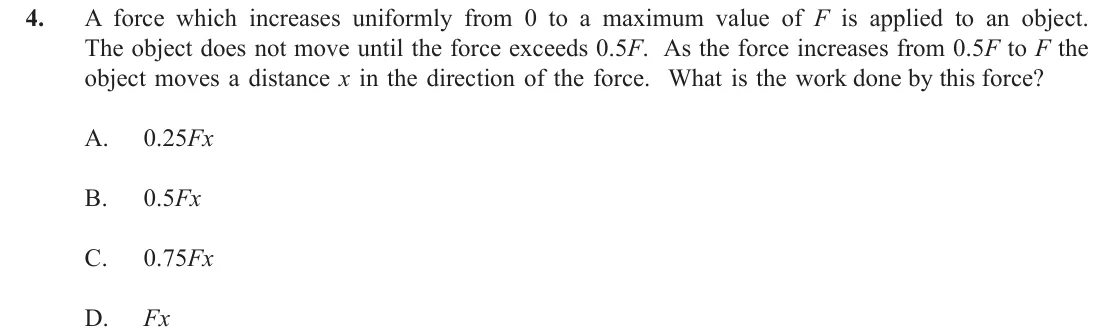 4. A force which increases uniformly from 0 to a maximum value of F is applied to an object.
The object does not move until the force exceeds 0.5F. As the force increases from 0.5F to F the
object moves a distance x in the direction of the force. What is the work done by this force?
A. 0.25Fx
B. 0.5Fx
C. 0.75Fx
D. Fx